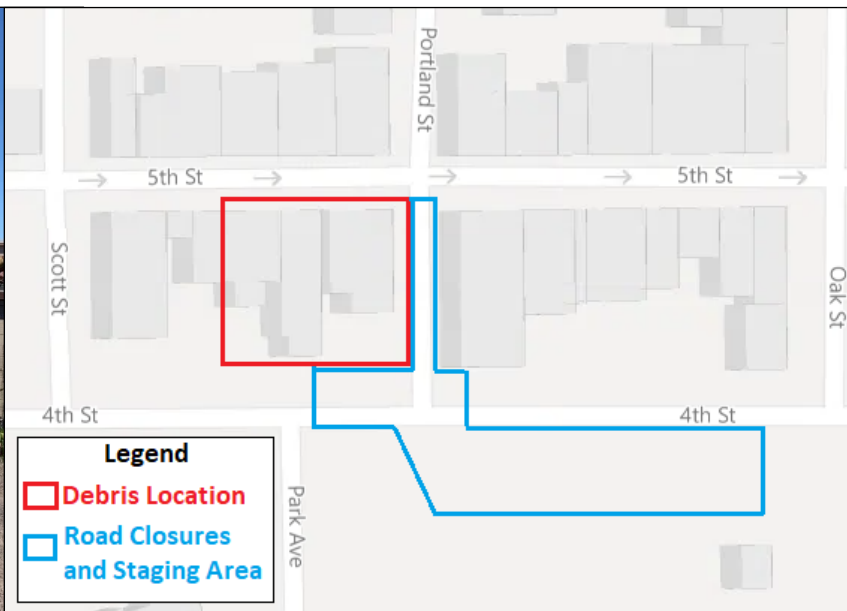 Portland St
5th St
5th St
Scott St
Oak St
4th St
4th St
Park Ave
Legend
Debris Location
Road Closures
and Staging Area